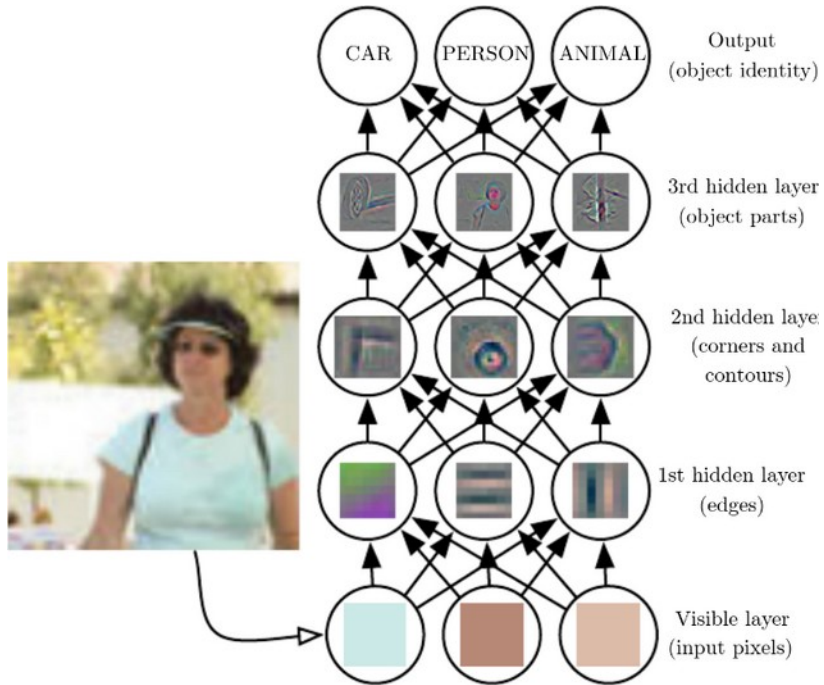 CAR PERSON ANIMAL
Output
(object identity)
3rd hidden layer
(object parts)
2nd hidden laye
(corners and
contours)
1st hidden layer
(edges)
Visible layer
(input pixels)